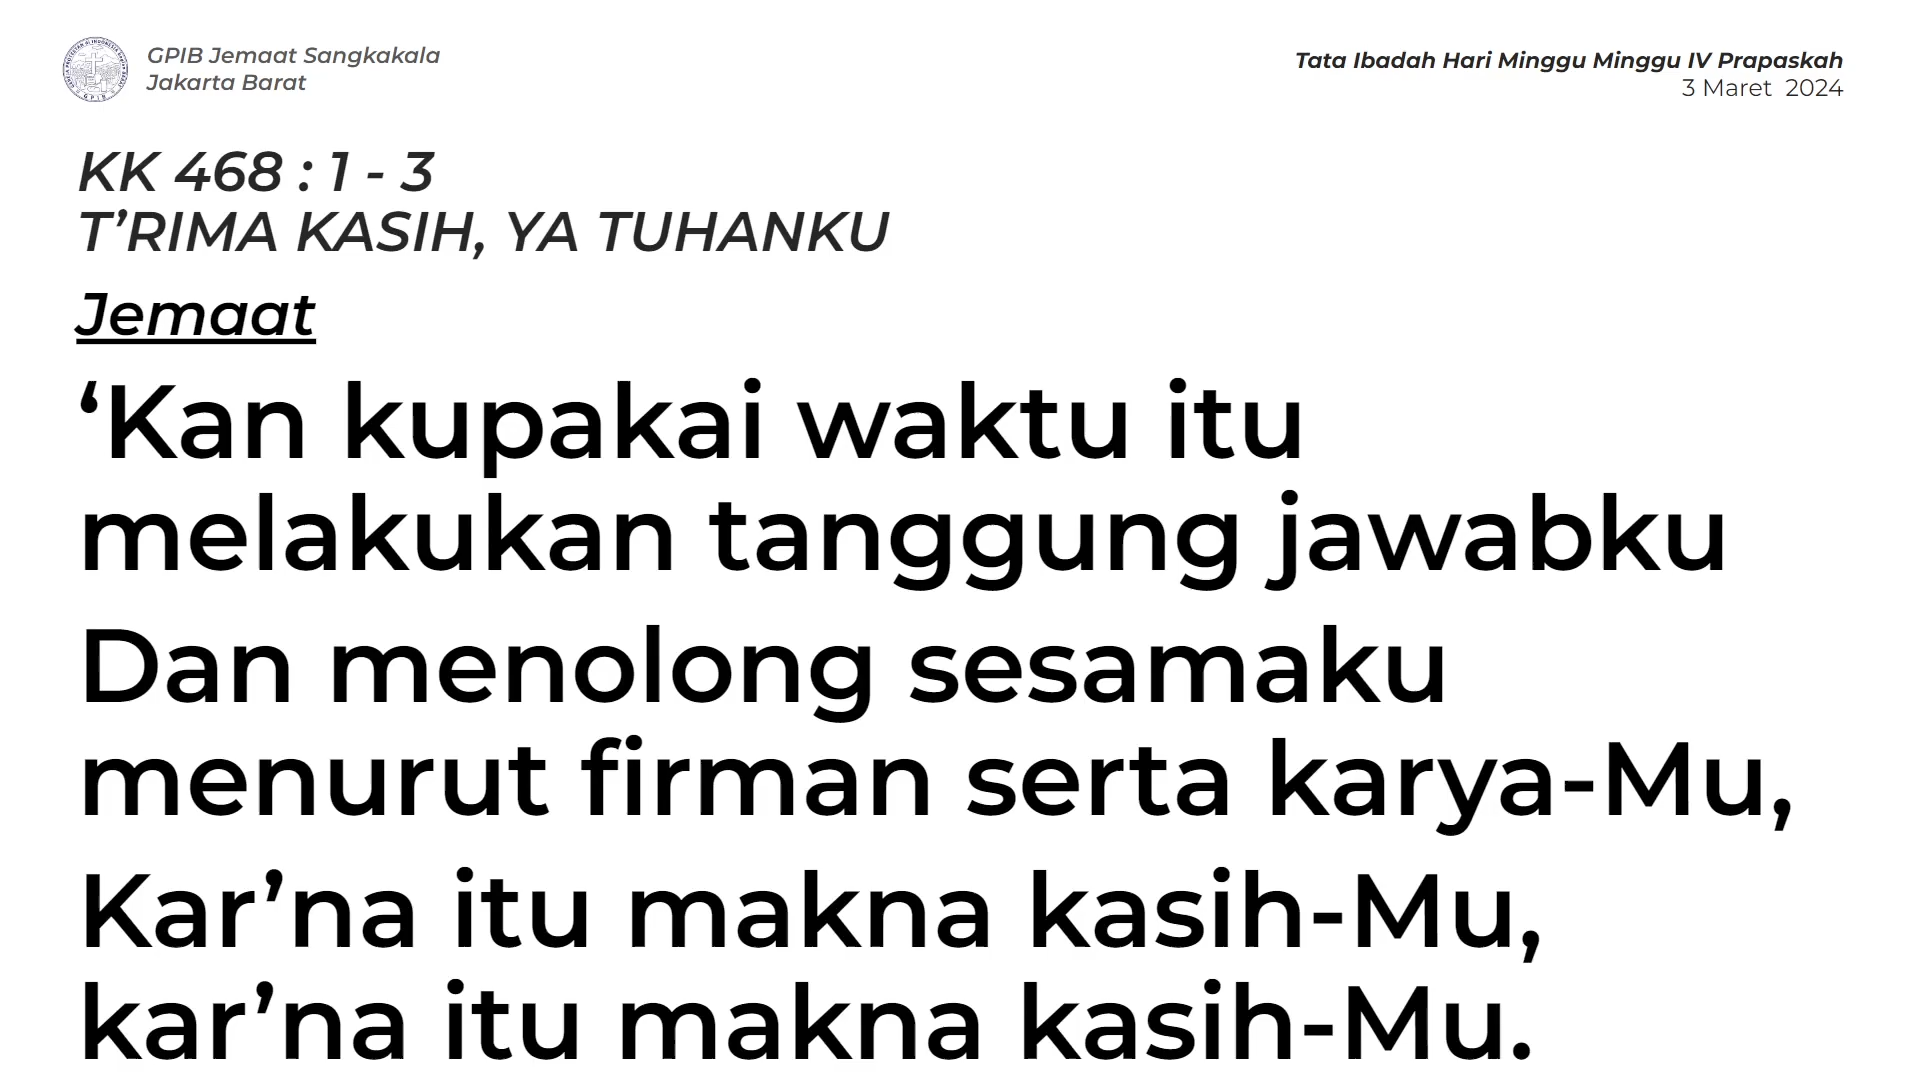 GPIB Jemaat Sangkakala
Jakarta Barat
Tata Ibadah Hari Minggu Minggu IV Prapaskah
3 Maret 2024
KK 468 : 1 - 3
T’RIMA KASIH, YA TUHANKU
Jemaat
‘Kan kupakai waktu itu
melakukan tanggung jawabku
Dan menolong sesamaku
menurut firman serta karya-Mu,
Kar’na itu makna kasih-Mu,
kar’na itu makna kasih-Mu.